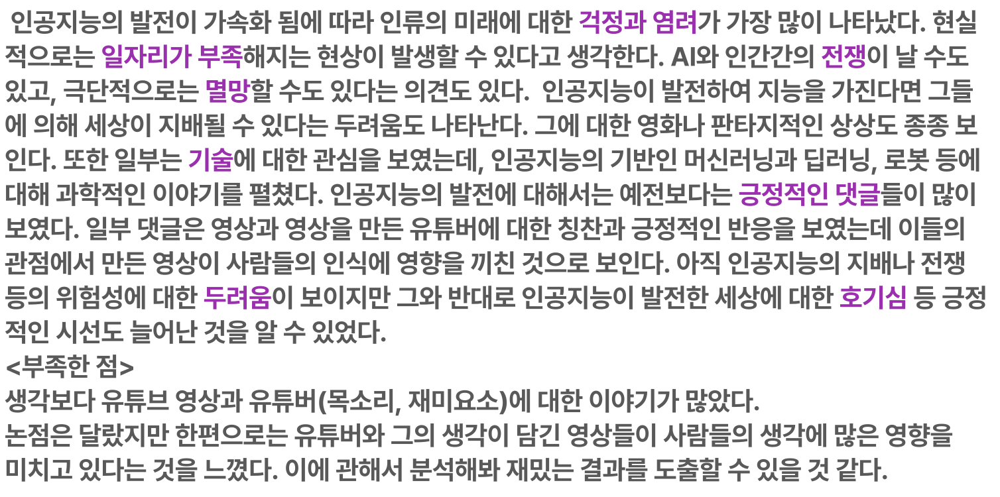 인공지능의 발전이 가속화 됨에 따라 인류의 미래에 대한 걱정과 염려가 가장 많이 나타났다. 현실
적으로는 일자리가 부족해지는 현상이 발생할 수 있다고 생각한다. AI와 인간간의 전쟁이 날 수도
있고, 극단적으로는 멸망할 수도 있다는 의견도 있다.  인공지능이 발전하여 지능을 가진다면 그들
에 의해 세상이 지배될 수 있다는 두려움도 나타난다. 그에 대한 영화나 판타지적인 상상도 종종 보
인다. 또한 일부는 기술에 대한 관심을 보였는데, 인공지능의 기반인 머신러닝과 딥러닝, 로봇 등에
대해 과학적인 이야기를 펼쳤다. 인공지능의 발전에 대해서는 예전보다는 긍정적인 댓글들이 많이
보였다. 일부 댓글은 영상과 영상을 만든 유튜버에 대한 칭찬과 긍정적인 반응을 보였는데 이들의
관점에서 만든 영상이 사람들의 인식에 영향을 끼친 것으로 보인다. 아직 인공지능의 지배나 전쟁
등의 위험성에 대한 두려움이 보이지만 그와 반대로 인공지능이 발전한 세상에 대한 호기심 등 긍정
적인 시선도 늘어난 것을 알 수 있었다.
<부족한 점>
생각보다 유튜브 영상과 유튜버(목소리, 재미요소)에 대한 이야기가 많았다.
논점은 달랐지만 한편으로는 유튜버와 그의 생각이 담긴 영상들이 사람들의 생각에 많은 영향을
미치고 있다는 것을 느꼈다. 이에 관해서 분석해봐 재밌는 결과를 도출할 수 있을 것 같다.